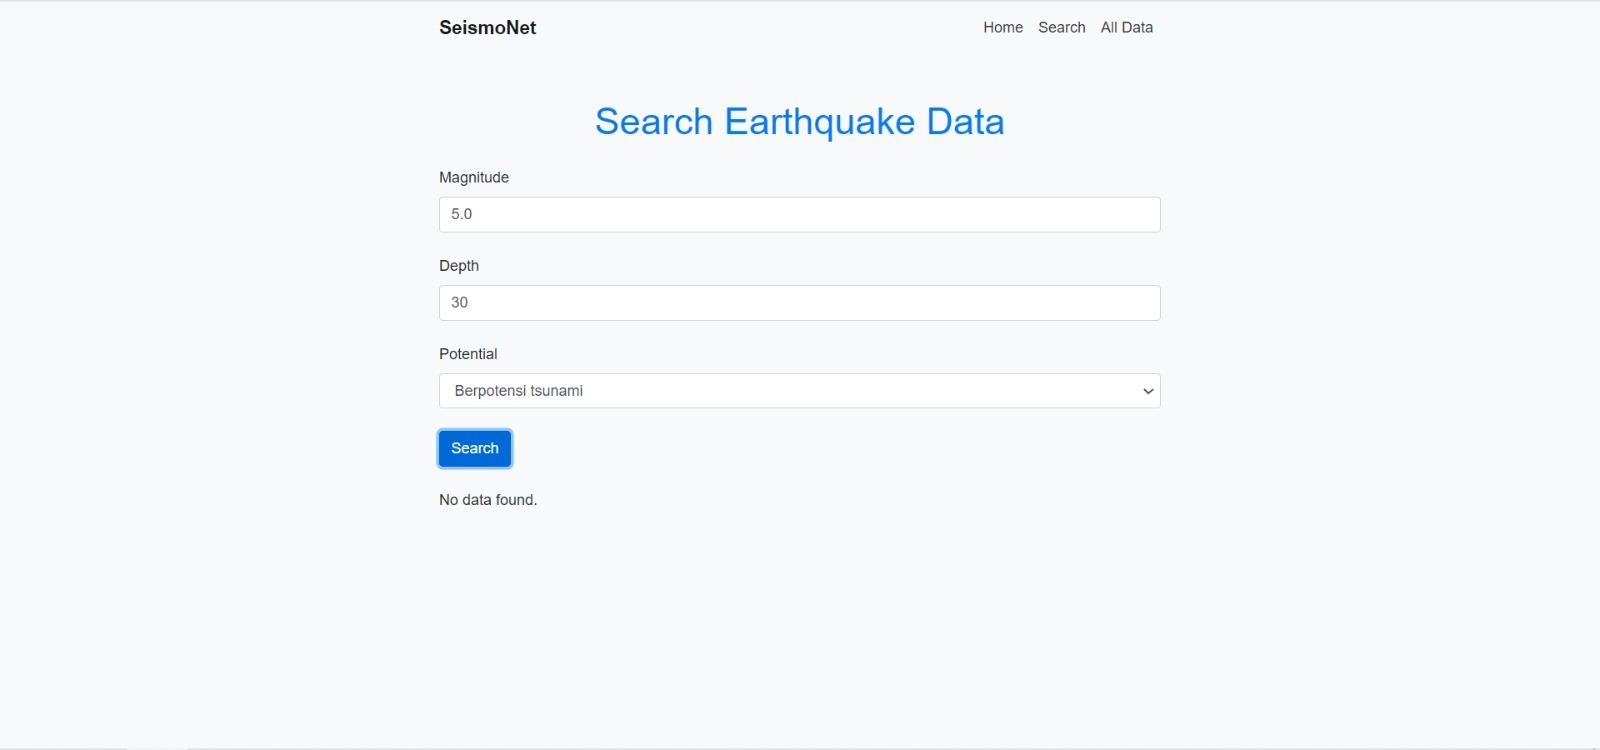 SeismoNet
Home Search All Data
Search Earthquake Data
Magnitude
5.0
Depth
30
Potential
Berpotensi tsunami
Search
No data found.